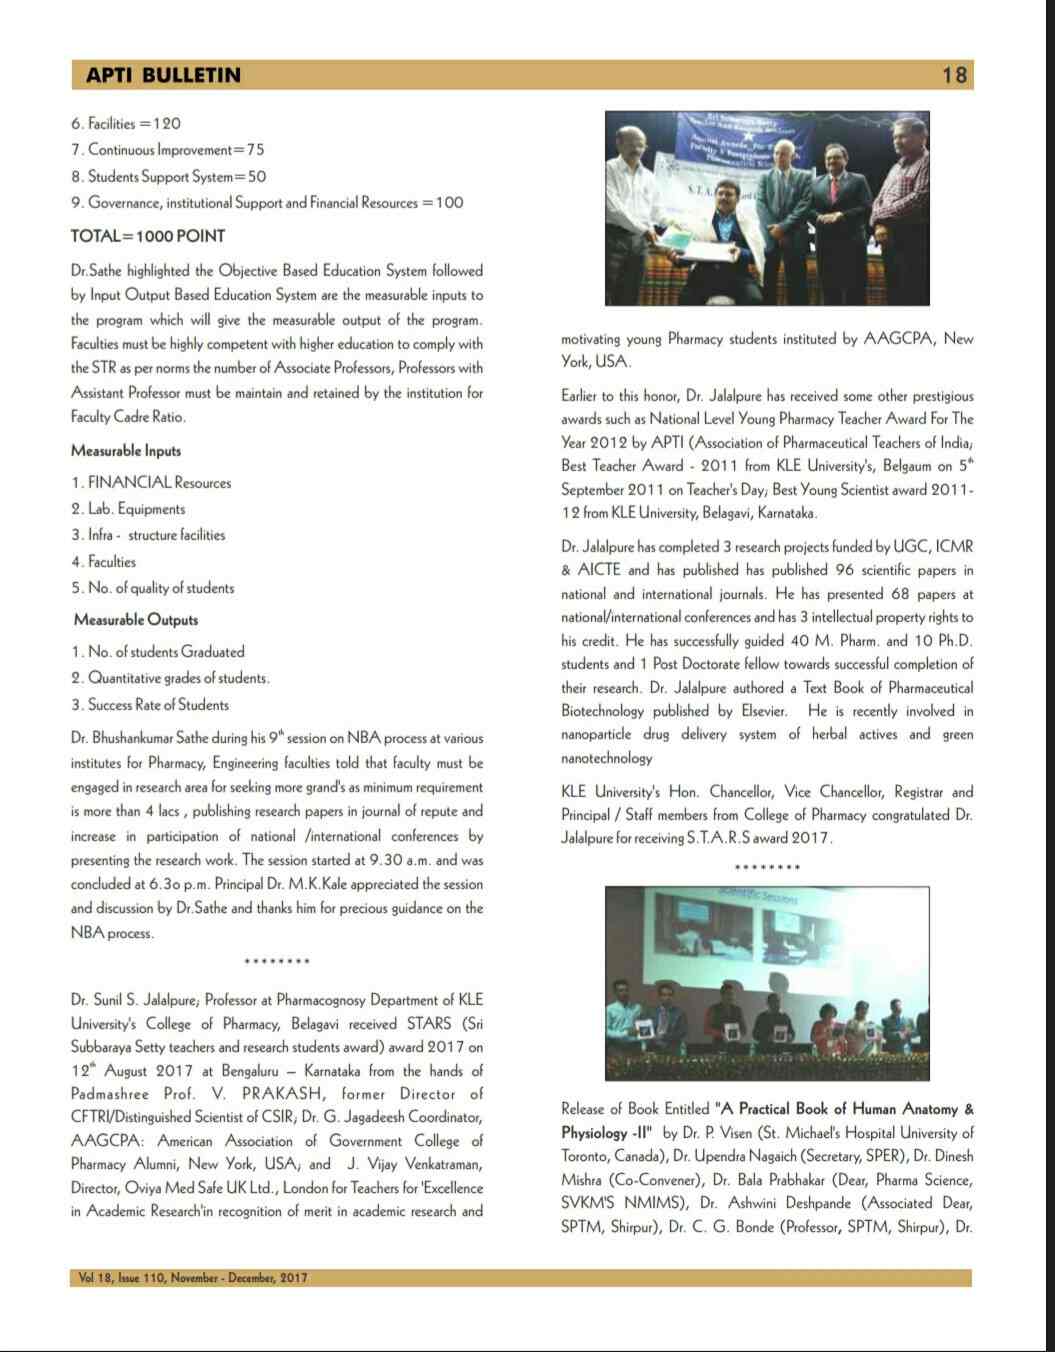 APTI BULLETIN
18
6. Facilities =120
7. Continuous Improvement=75
8. Students Support System=50
9. Governance, institutional Support and Financial Resources =100
TOTAL=1000 POINT
Dr.Sathe highlighted the Objective Based Education System followed
by Input Output Based Education System are the measurable inputs to
the program which will give the measurable output of the program.
Faculties must be highly competent with higher education to comply with
the STR as per norms the number of Associate Professors, Professors with
Assistant Professor must be maintain and retained by the institution for
Faculty Cadre Ratio.
Measurable Inputs
1. FINANCIAL Resources
2. Lab. Equipments
3. Infra - structure facilities
4. Faculties
5. No. of quality of students
Measurable Outputs
1. No. of students Graduated
2. Quantitative grades of students.
3. Success Rate of Students
Dr. Bhushankumar Sathe during his 9th session on NBA process at various
institutes for Pharmacy, Engineering faculties told that faculty must be
engaged in research area for seeking more grand's as minimum requirement
is more than 4 lacs , publishing research papers in journal of repute and
increase in participation of national /international conferences by
presenting the research work. The session started at 9.30 a.m. and was
concluded at 6.3o p.m. Principal Dr. M.K.Kale appreciated the session
and discussion by Dr.Sathe and thanks him for precious guidance on the
NBA process.
********
Dr. Sunil S. Jalalpure; Professor at Pharmacognosy Department of KLE
University's College of Pharmacy, Belagavi received STARS (Sri
Subbaraya Setty teachers and research students award) award 2017 on
12th August 2017 at Bengaluru – Karnataka from the hands of
Padmashree Prof. V. PRAKASH, former Director of
CFTRI/Distinguished Scientist of CSIR; Dr. G. Jagadeesh Coordinator,
AAGCPA: American Association of Government College of
Pharmacy Alumni, New York, USA; and J. Vijay Venkatraman,
Director, Oviya Med Safe UK Ltd., London for Teachers for 'Excellence
in Academic Research'in recognition of merit in academic research and
motivating young Pharmacy students instituted by AAGCPA, New
York, USA.
Earlier to this honor, Dr. Jalalpure has received some other prestigious
awards such as National Level Young Pharmacy Teacher Award For The
Year 2012 by APTI (Association of Pharmaceutical Teachers of India;
Best Teacher Award - 2011 from KLE University's, Belgaum on 5th
September 2011 on Teacher's Day; Best Young Scientist award 2011-
12 from KLE University, Belagavi, Karnataka.
Dr. Jalalpure has completed 3 research projects funded by UGC, ICMR
& AICTE and has published has published 96 scientific papers in
national and international journals. He has presented 68 papers at
national/international conferences and has 3 intellectual property rights to
his credit. He has successfully guided 40 M. Pharm. and 10 Ph.D.
students and 1 Post Doctorate fellow towards successful completion of
their research. Dr. Jalalpure authored a Text Book of Pharmaceutical
Biotechnology published by Elsevier. He is recently involved in
nanoparticle drug delivery system of herbal actives and green
nanotechnology
KLE University's Hon. Chancellor, Vice Chancellor, Registrar and
Principal / Staff members from College of Pharmacy congratulated Dr.
Jalalpure for receiving S.T.A.R.S award 2017.
********
Scientific Sessions
Release of Book Entitled "A Practical Book of Human Anatomy &
Physiology -II" by Dr. P. Visen (St. Michael's Hospital University of
Toronto, Canada), Dr. Upendra Nagaich (Secretary, SPER), Dr. Dinesh
Mishra (Co-Convener), Dr. Bala Prabhakar (Dear, Pharma Science,
SVKM'S NMIMS), Dr. Ashwini Deshpande (Associated Dear,
SPTM, Shirpur), Dr. C. G. Bonde (Professor, SPTM, Shirpur), Dr.
Vol 18, Issue 110, November - December, 2017